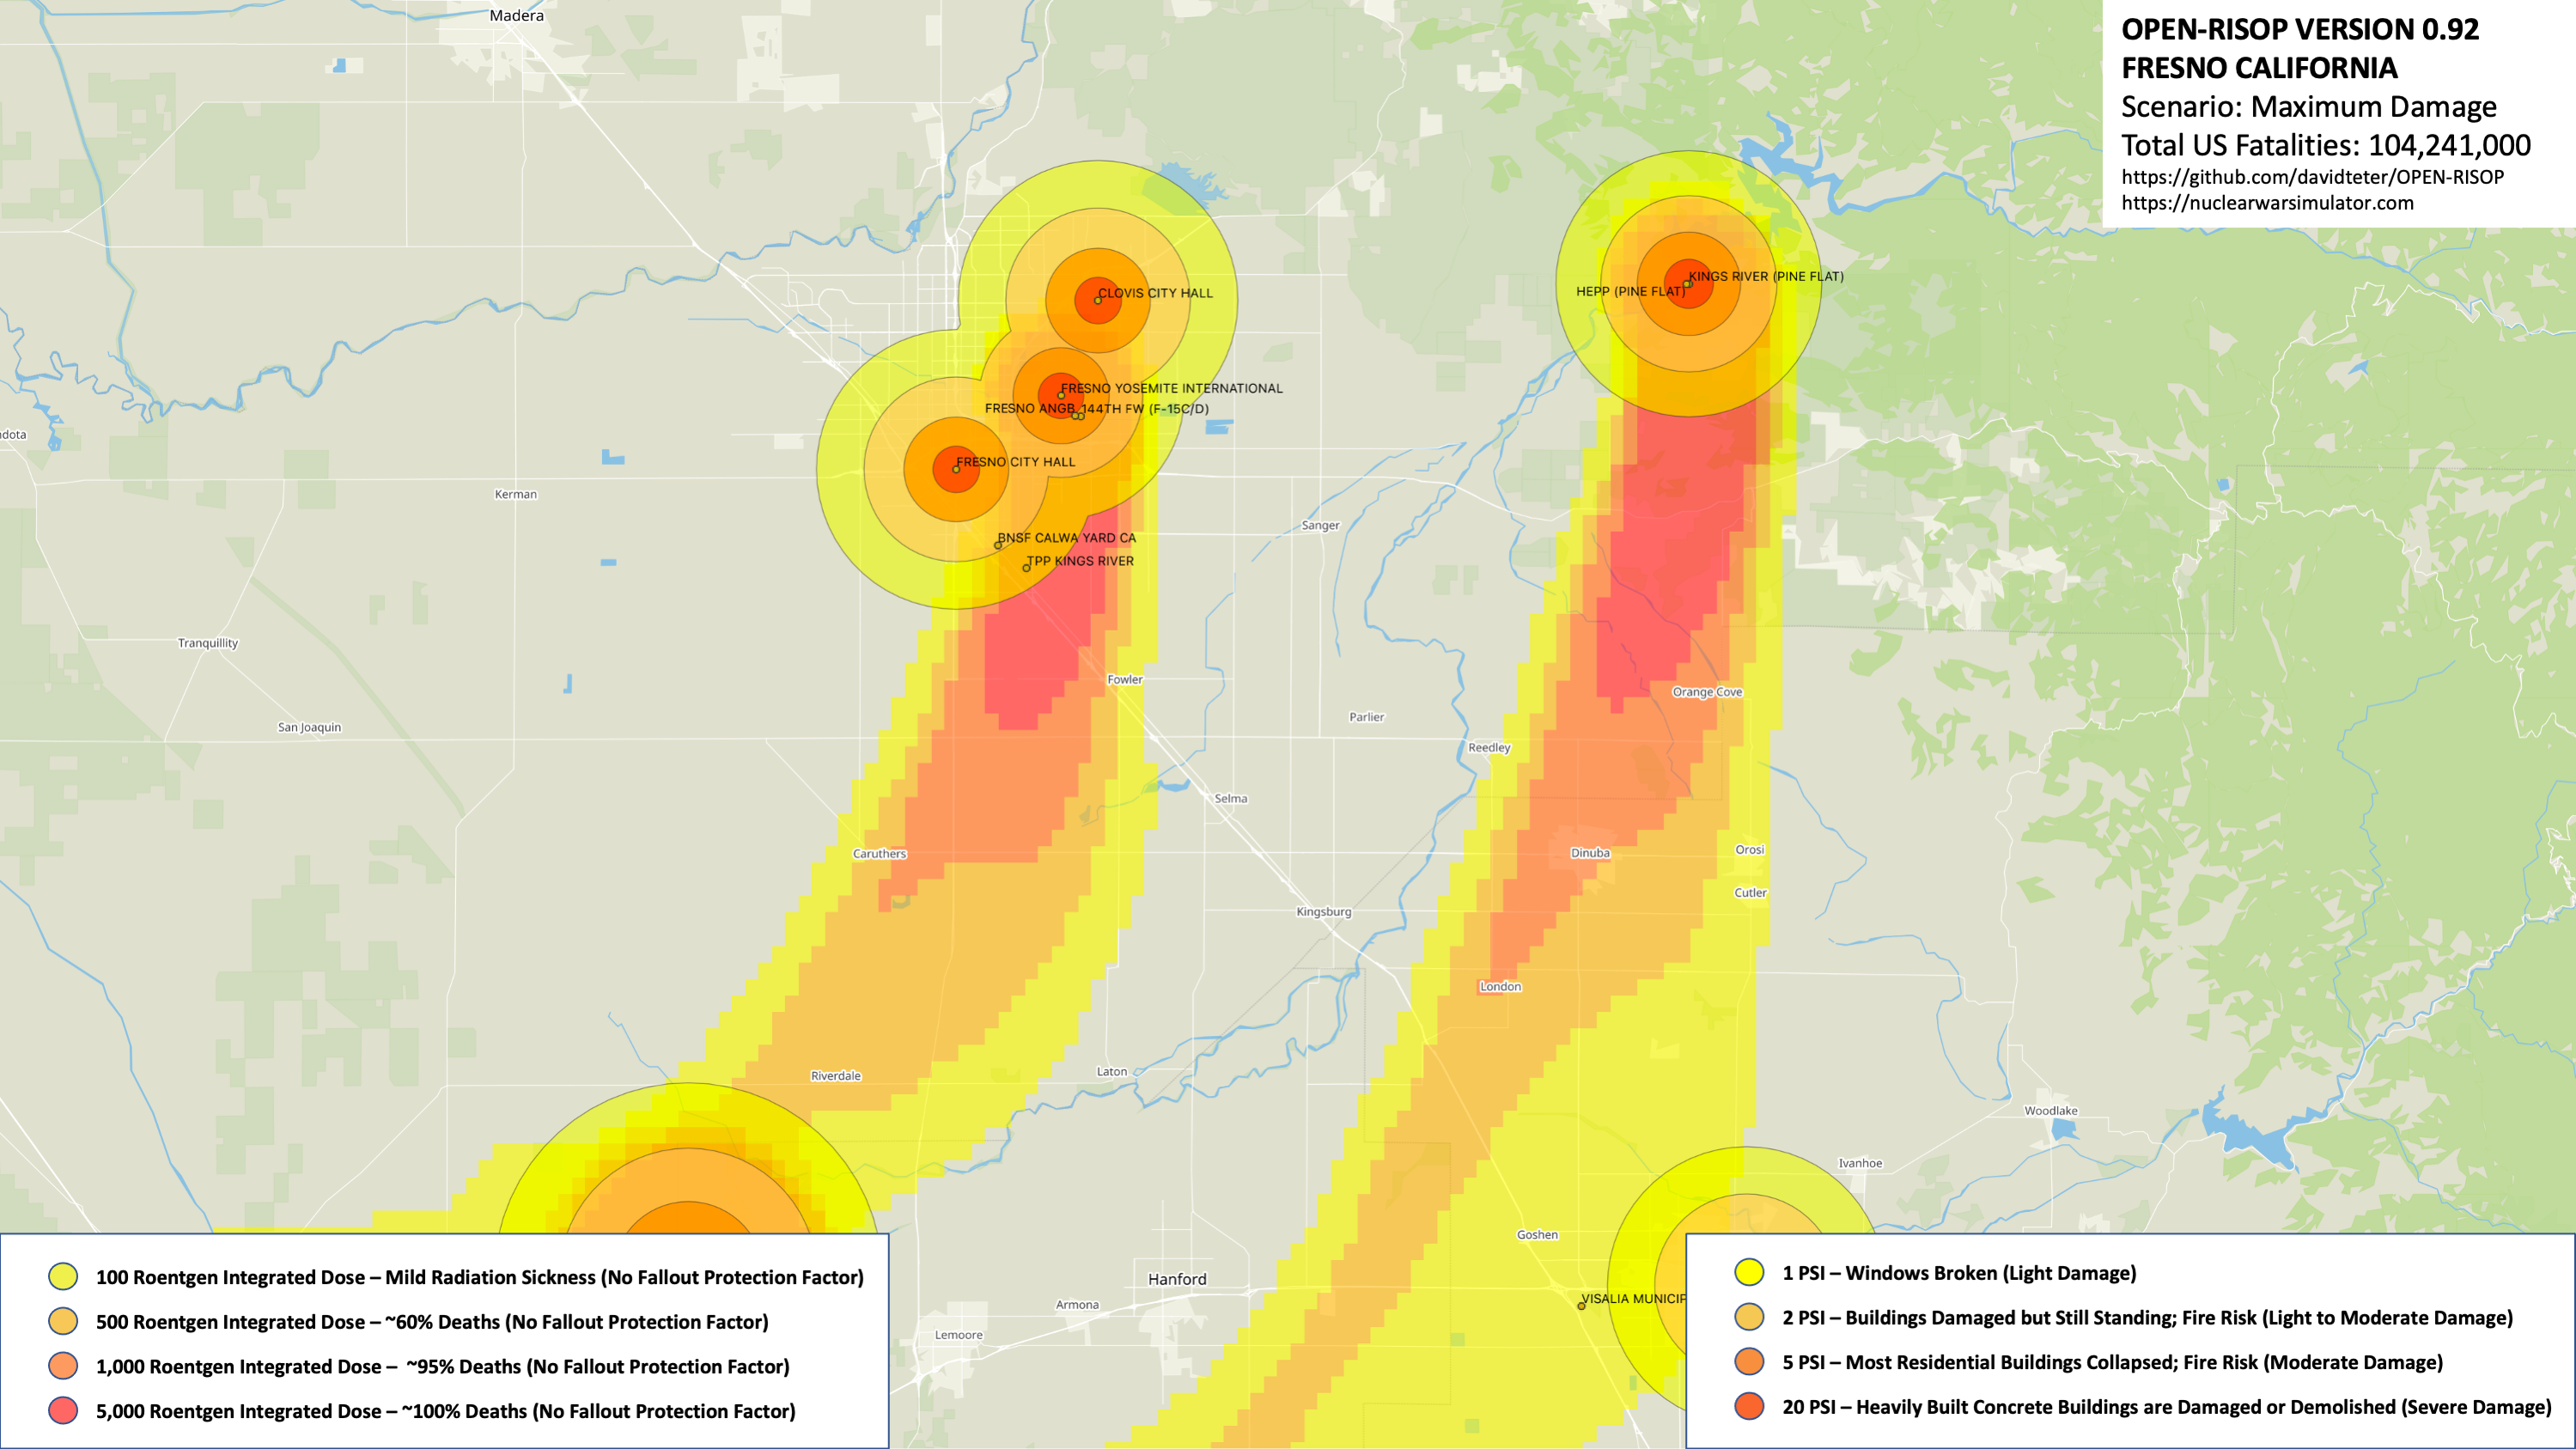 Madera
OPEN-RISOP VERSION 0.92
FRESNO CALIFORNIA
Scenario: Maximum Damage
Total US Fatalities: 104,241,000
https://github.com/davidteter/OPEN-RISOP
https://nuclearwarsimulator.com
KINGS RIVER (PINE FLAT)
HEPP (PINE FLAT)
CLOVIS CITY HALL
FRESNO YOSEMITE INTERNATIONAL
FRESNO ANGB
144TH FW (F-15C/D)
dota
FRESNO CITY HALL
Kerman
Sanger
BNSF CALWA YARD CA
TPP KINGS RIVER
Tranquillity
Fowler
Orange Cove
San Joaquin
Parlier
Reedley
Selma
Caruthers
Dinuba
Orosi
Cutler
Kingsburg
London
Riverdale
Laton
Woodlake
Ivanhoe
Goshen
Hanford
Armona
VISALIA MUNICIP
Lemoore
100 Roentgen Integrated Dose – Mild Radiation Sickness (No Fallout Protection Factor)
500 Roentgen Integrated Dose – ~60% Deaths (No Fallout Protection Factor)
1,000 Roentgen Integrated Dose – ~95% Deaths (No Fallout Protection Factor)
5,000 Roentgen Integrated Dose – ~100% Deaths (No Fallout Protection Factor)
1 PSI – Windows Broken (Light Damage)
2 PSI – Buildings Damaged but Still Standing; Fire Risk (Light to Moderate Damage)
5 PSI – Most Residential Buildings Collapsed; Fire Risk (Moderate Damage)
20 PSI – Heavily Built Concrete Buildings are Damaged or Demolished (Severe Damage)